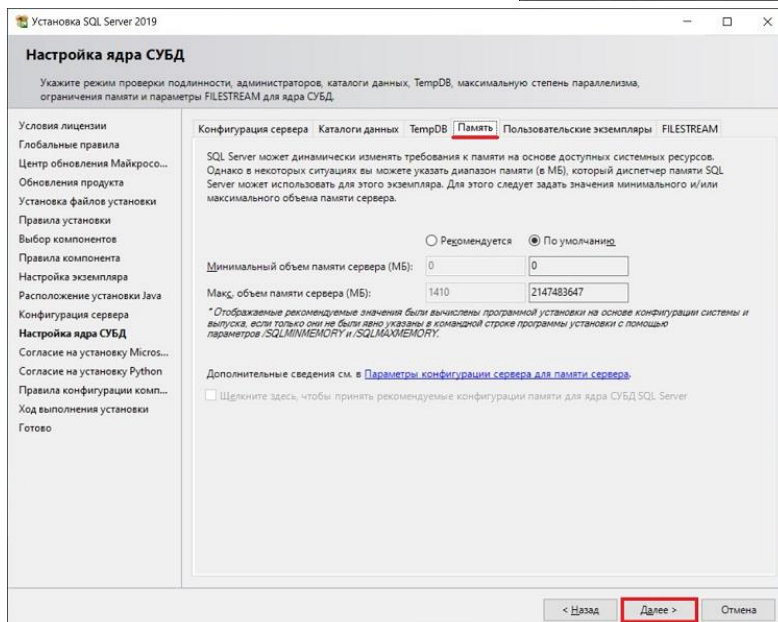 Установка SQL Server 2019
Настройка ядра СУБД
Укажите режим проверки подлинности, администраторов, каталоги данных, TempDB, максимальную степень параллелизма,
ограничения памяти и параметры FILESTREAM для ядра СУБД.
Условия лицензии
Глобальные правила
Центр обновления Майкросо...
Обновления продукта
Установка файлов установки
Правила установки
Выбор компонентов
Правила компонента
Настройка экземпляра
Расположение установки Java
Конфигурация сервера
Настройка ядра СУБД
Согласие на установку Micros...
Согласие на установку Python
Правила конфигурации комп...
Ход выполнения установки
Готово
Конфигурация сервера Каталоги данных TempDB Память Пользовательские экземпляры FILESTREAM
SQL Server может динамически изменять требования к памяти на основе доступных системных ресурсов.
Однако в некоторых ситуациях вы можете указать диапазон памяти (в МБ), который диспетчер памяти SQL
Server может использовать для этого экземпляра. Для этого следует задать значения минимального и/или
максимального объема памяти сервера.
Рекомендуется По умолчанию
Минимальный объем памяти сервера (МБ): 0 0
Макс. объем памяти сервера (МБ): 1410 2147483647
* Отображаемые рекомендуемые значения были вычислены программой установки на основе конфигурации системы и
выпуска, если только они не были явно указаны в командной строке программы установки с помощью
параметров /SQLMINMEMORY и /SQLMAXMEMORY.
Дополнительные сведения см. в Параметры конфигурации сервера для памяти сервера.
Щелкните здесь, чтобы принять рекомендуемые конфигурации памяти для ядра СУБД SQL Server
< Назад Далее > Отмена